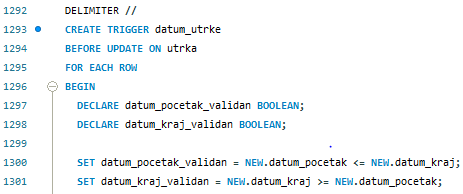 1292 DELIMITER //
1293 CREATE TRIGGER datum_utrke
1294 BEFORE UPDATE ON utrka
1295 FOR EACH ROW
1296 BEGIN
1297 DECLARE datum_pocetak_validan BOOLEAN;
1298 DECLARE datum_kraj_validan BOOLEAN;
1299
1300 SET datum_pocetak_validan = NEW.datum_pocetak <= NEW.datum_kraj;
1301 SET datum_kraj_validan = NEW.datum_kraj >= NEW.datum_pocetak;